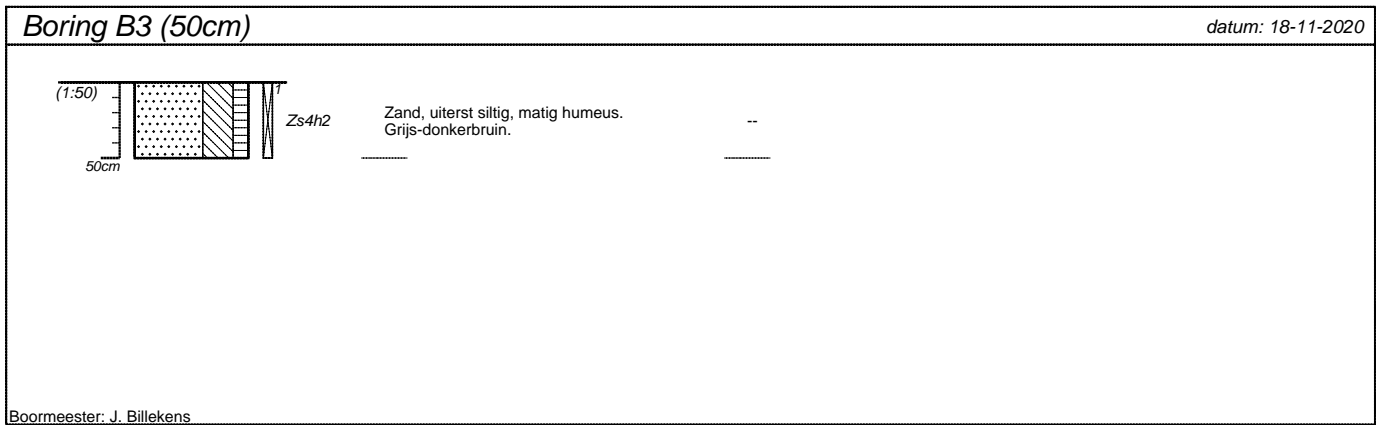 Boring B3 (50cm)
datum: 18-11-2020
(1:50)
1
Zs4h2
Zand, uiterst siltig, matig humeus.
Grijs-donkerbruin.
--
50cm
Boormeester: J. Billekens